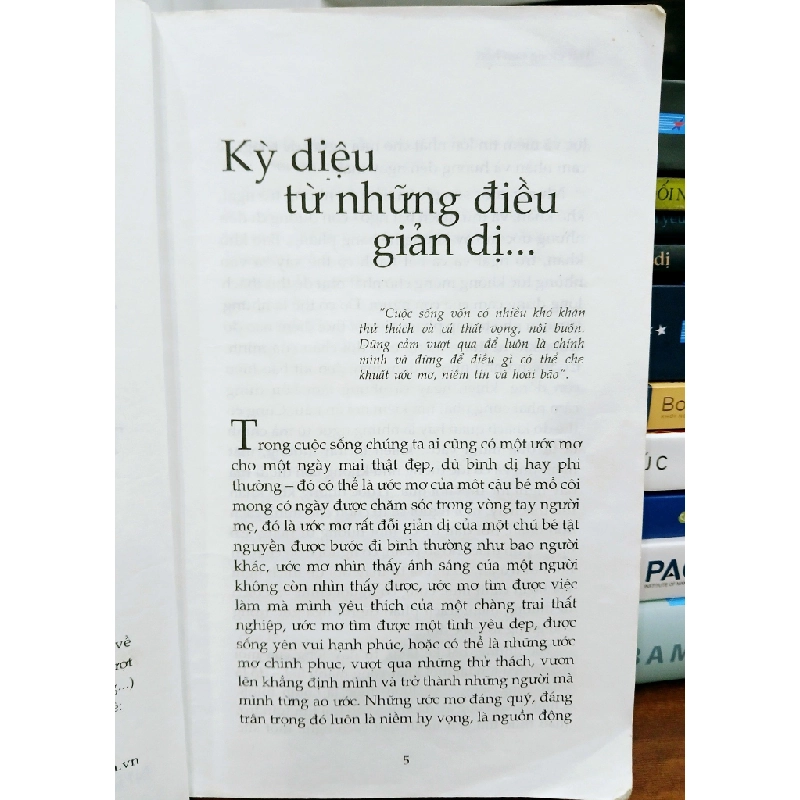 Kỳ diệu
từ những điều
giản dị...
"Cuộc sống vốn có nhiều khó khăn
thử thách và cả thất vọng, nỗi buồn.
Dũng cảm vượt qua để luôn là chính
mình và đừng để điều gì có thể che
khuất ước mơ, niềm tin và hoài bão".
Trong cuộc sống chúng ta ai cũng có một ước mơ
cho một ngày mai thật đẹp, dù bình dị hay phi
thường – đó có thể là ước mơ của một cậu bé mồ côi
mong có ngày được chăm sóc trong vòng tay người
mẹ, đó là ước mơ rất đỗi giản dị của một chú bé tật
nguyền được bước đi bình thường như bao người
khác, ước mơ nhìn thấy ánh sáng của một người
không còn nhìn thấy được, ước mơ tìm được việc
làm mà mình yêu thích của một chàng trai thất
nghiệp, ước mơ tìm được một tình yêu đẹp, được
sống yên vui hạnh phúc, hoặc có thể là những ước
mơ chinh phục, vượt qua những thử thách, vươn
lên khẳng định mình và trở thành những người mà
mình từng ao ước. Những ước mơ đáng quý, đáng
trân trọng đó luôn là niềm hy vọng, là nguồn động
5
về
ượt
g,...)
ề:
n.vn
ỐI N
yêu
dị
Bo
ÚC
PAC
BAM